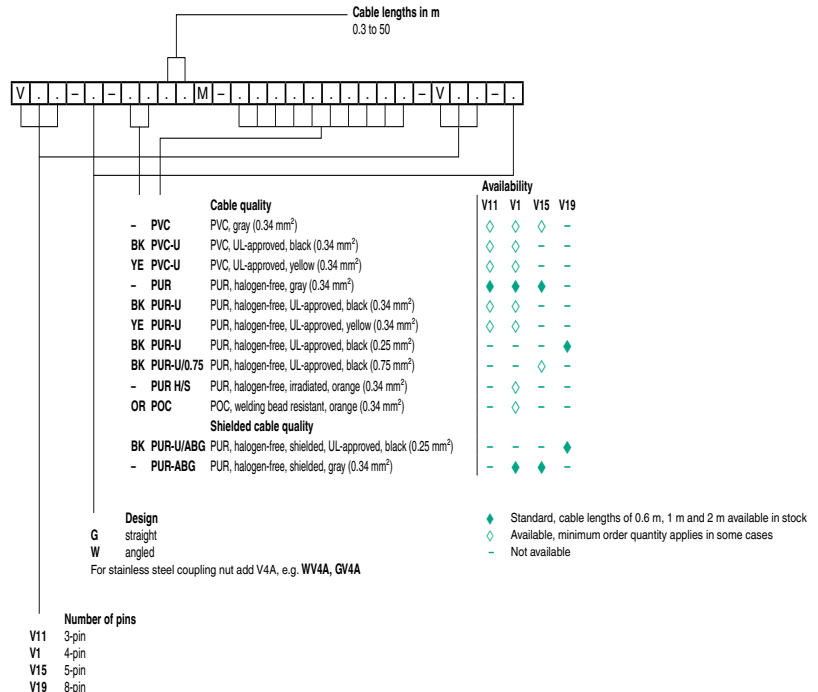 Cable lengths in m
0.3 to 50
V . . – . – . . . . M – . . . . . . . . . . – V . . – .
Availability
Cable quality V11 V1 V15 V19
– PVC PVC, gray (0.34 mm²) ◊ ◊ ◊ –
BK PVC-U PVC, UL-approved, black (0.34 mm²) ◊ ◊ – –
YE PVC-U PVC, UL-approved, yellow (0.34 mm²) ◊ ◊ – –
– PUR PUR, halogen-free, gray (0.34 mm²) ♦ ♦ ♦ –
BK PUR-U PUR, halogen-free, UL-approved, black (0.34 mm²) ◊ ◊ – –
YE PUR-U PUR, halogen-free, UL-approved, yellow (0.34 mm²) ◊ ◊ – –
BK PUR-U PUR, halogen-free, UL-approved, black (0.25 mm²) – – – ♦
BK PUR-U/0.75 PUR, halogen-free, UL-approved, black (0.75 mm²) – – ◊ –
– PUR H/S PUR, halogen-free, irradiated, orange (0.34 mm²) – ◊ – –
OR POC POC, welding bead resistant, orange (0.34 mm²) – ◊ – –
Shielded cable quality
BK PUR-U/ABG PUR, halogen-free, shielded, UL-approved, black (0.25 mm²) – – – ♦
– PUR-ABG PUR, halogen-free, shielded, gray (0.34 mm²) – ♦ ♦ –
Design
G straight
W angled
For stainless steel coupling nut add V4A, e.g. WV4A, GV4A
♦ Standard, cable lengths of 0.6 m, 1 m and 2 m available in stock
◊ Available, minimum order quantity applies in some cases
– Not available
Number of pins
V11 3-pin
V1 4-pin
V15 5-pin
V19 8-pin